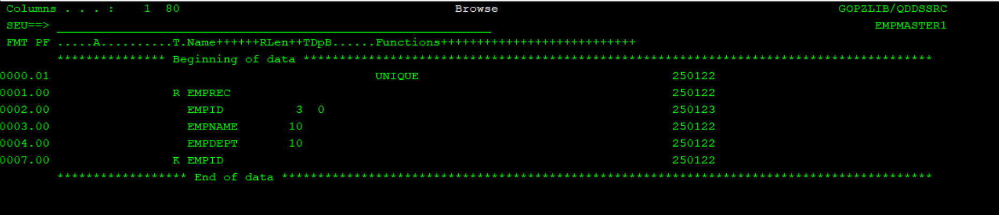 Columns . . . :    1  80                                      Browse                                               GOPZLIB/QDDSSRC
SEU==> ____________________________________________________________                                                     EMPMASTER1
FMT PF .....A..........T.Name++++++RLen++TDpB......Functions+++++++++++++++++++++++++++
*************** Beginning of data ***************************************************************************************
0000.01                                             UNIQUE                                   250122
0001.00                 R EMPREC                                                             250122
0002.00                   EMPID          3  0                                                250123
0003.00                   EMPNAME       10                                                   250122
0004.00                   EMPDEPT       10                                                   250122
0007.00                 K EMPID                                                              250122
****************** End of data ******************************************************************************************